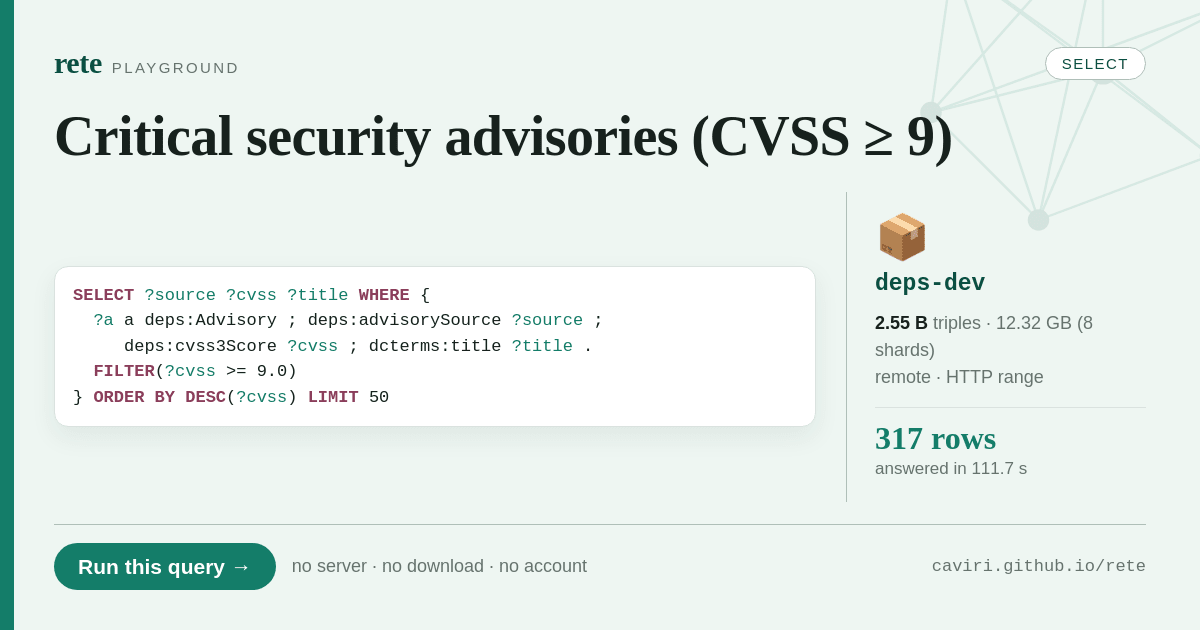 rete PLAYGROUND
SELECT
Critical security advisories (CVSS ≥ 9)
SELECT ?source ?cvss ?title WHERE {
  ?a a deps:Advisory ; deps:advisorySource ?source ;
     deps:cvss3Score ?cvss ; dcterms:title ?title .
  FILTER(?cvss >= 9.0)
} ORDER BY DESC(?cvss) LIMIT 50
deps-dev
2.55 B triples · 12.32 GB (8
shards)
remote · HTTP range
317 rows
answered in 111.7 s
Run this query →
no server · no download · no account
caviri.github.io/rete